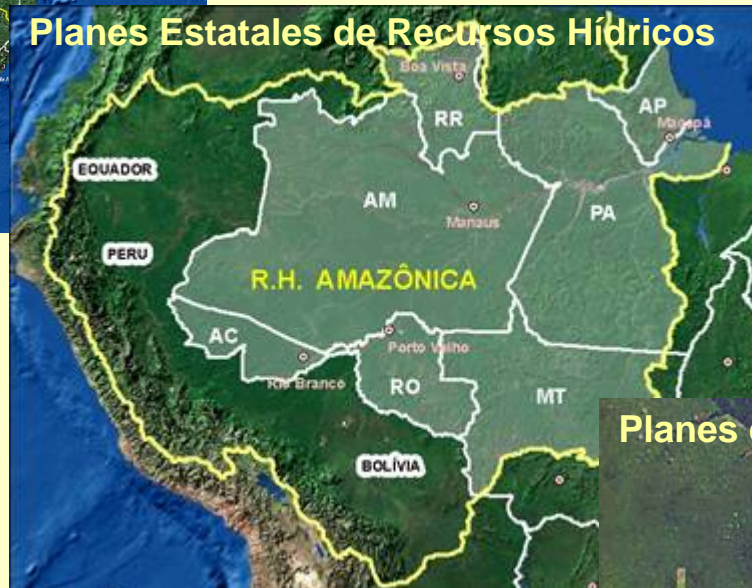 Planes Estatales de Recursos Hídricos
Boa Vista
RR
AP
Macapá
EQUADOR
AM
Manaus
PA
PERU
R.H. AMAZÔNICA
AC
Porto Velho
Rio Branco
RO
MT
Planes
BOLÍVIA